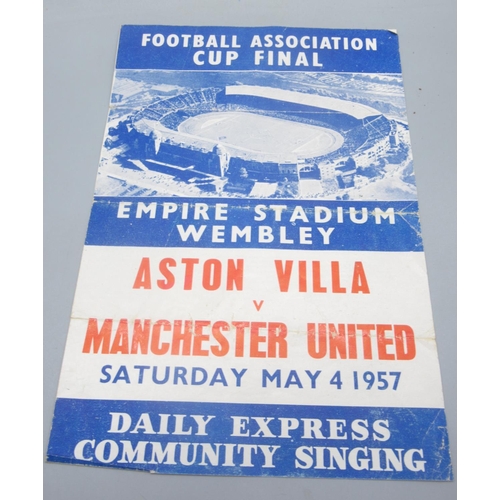 FOOTBALL ASSOCIATION
CUP FINAL
EMPIRE STADIUM
WEMBLEY
ASTON VILLA
V
MANCHESTER UNITED
SATURDAY MAY 4 1957
DAILY EXPRESS
COMMUNITY SINGING